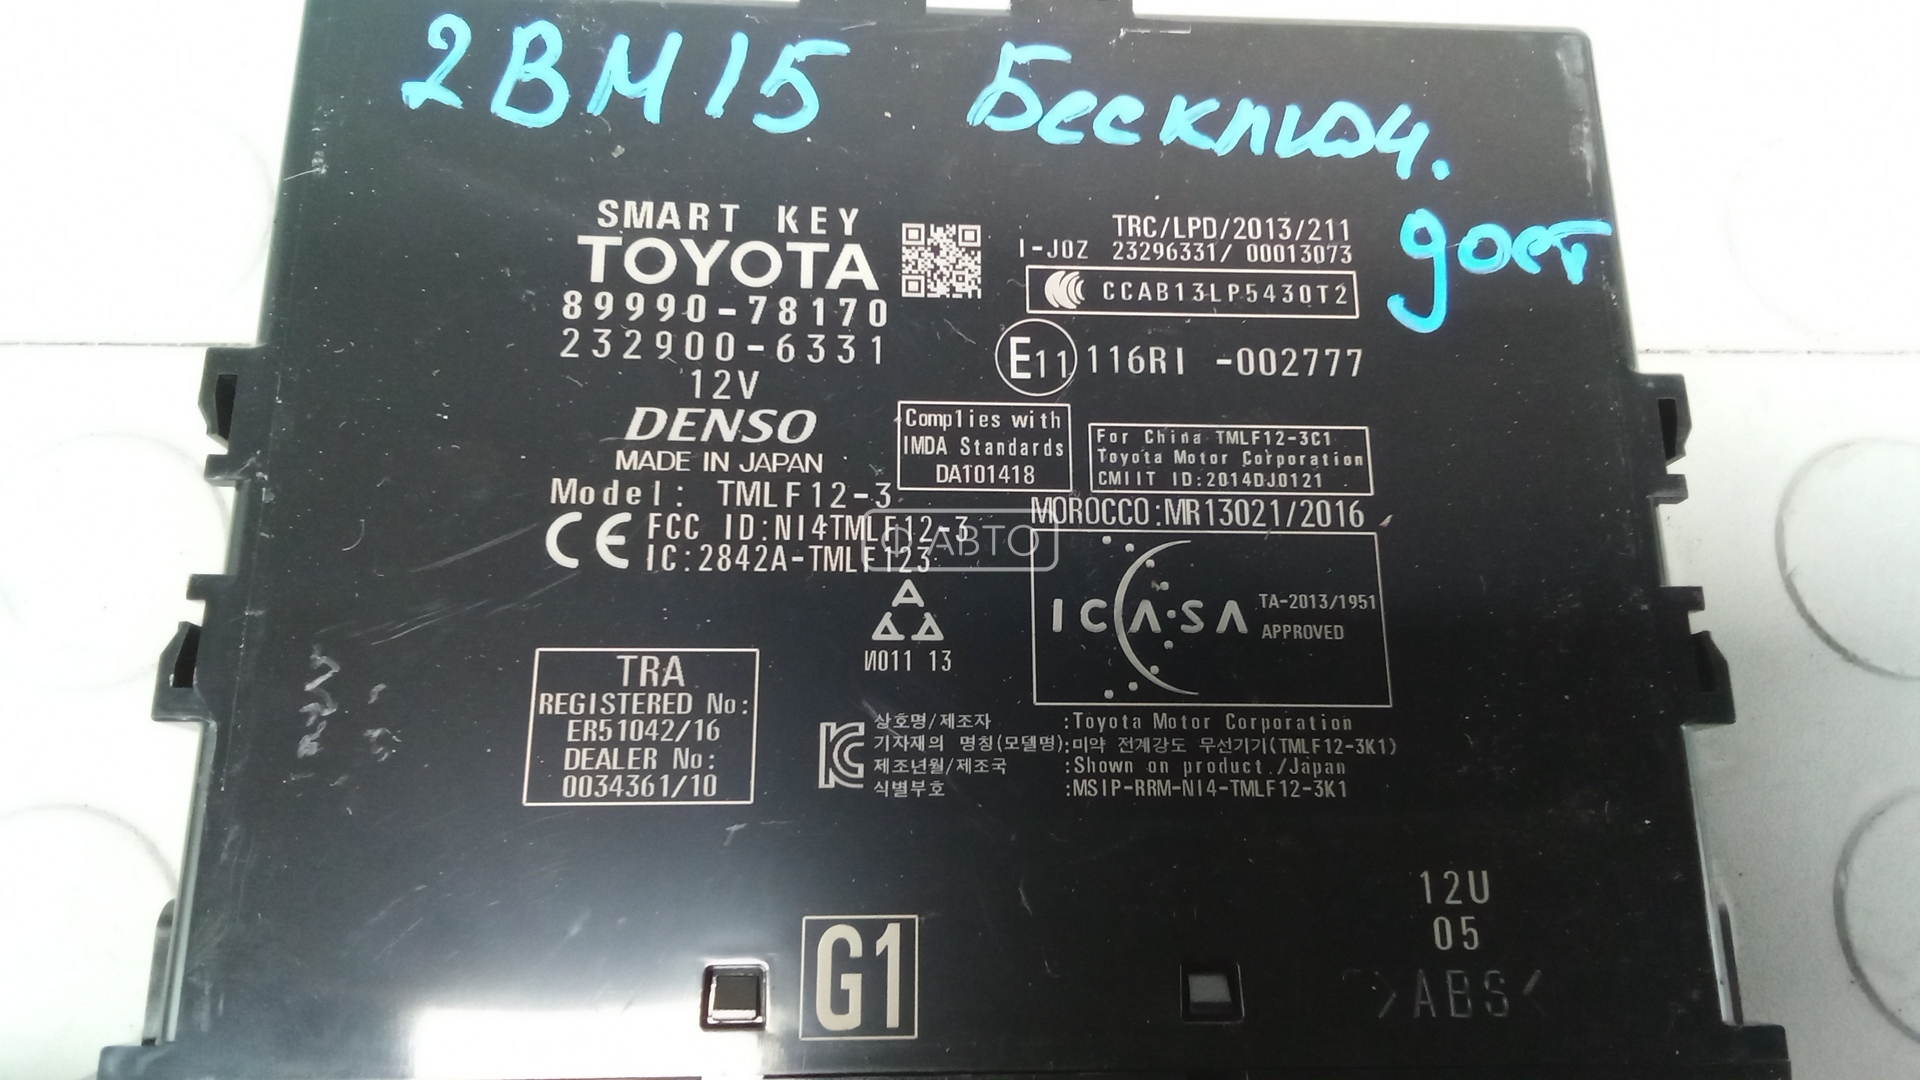 2ВМ15 Бесключ.
дост
SMART KEY
TOYOTA
89990-78170
232900-6331
12V
DENSO
MADE IN JAPAN
Model: TMLF12-3
CE
FCC ID:NI4TMLF12-3
IC:2842A-TMLF123
TRC/LPD/2013/211
I-JOZ 23296331/ 00013073
CCAB13LP5430T2
E11 116RI -002777
Complies with
IMDA Standards
DA101418
For China TMLF12-3C1
Toyota Motor Corporation
CMIIT ID:2014DJ0121
MOROCCO:MR13021/2016
АВТО
ICASA
TA-2013/1951
APPROVED
И011 13
TRA
REGISTERED No:
ER51042/16
DEALER No:
0034361/10
상호명/제조자 :Toyota Motor Corporation
기자재의 명칭(모델명):미약 전계강도 무선기기(TMLF12-3K1)
제조년월/제조국 :Shown on product./Japan
식별부호 :MSIP-RRM-NI4-TMLF12-3K1
G1
12U
05
>ABS<